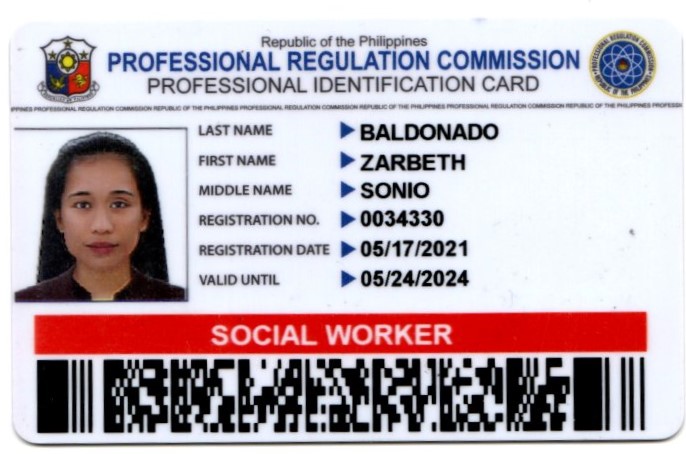 Republic of the Philippines
PROFESSIONAL REGULATION COMMISSION
PROFESSIONAL IDENTIFICATION CARD
PPINES PROFESSIONAL REGULATION COMMISSION REPUBLIC OF THE PHILIPPINES PROFESSIONAL REGULATION COMMISSION REPUBLIC OF THE PHILIPPINES PROFESSIONAL REGULATION COMMISSION REPUBLIC OF THE PHILIPPINES PROFESSI
LAST NAME BALDONADO
FIRST NAME ZARBETH
MIDDLE NAME SONIO
REGISTRATION NO. 0034330
REGISTRATION DATE 05/17/2021
VALID UNTIL 05/24/2024
SOCIAL WORKER